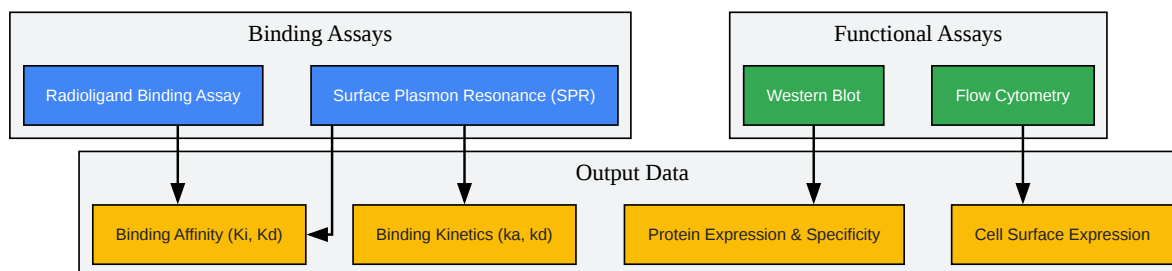 Binding Assays
Functional Assays
Radioligand Binding Assay
Surface Plasmon Resonance (SPR)
Western Blot
Flow Cytometry
Output Data
Binding Affinity (Ki, Kd)
Binding Kinetics (ka, kd)
Protein Expression & Specificity
Cell Surface Expression